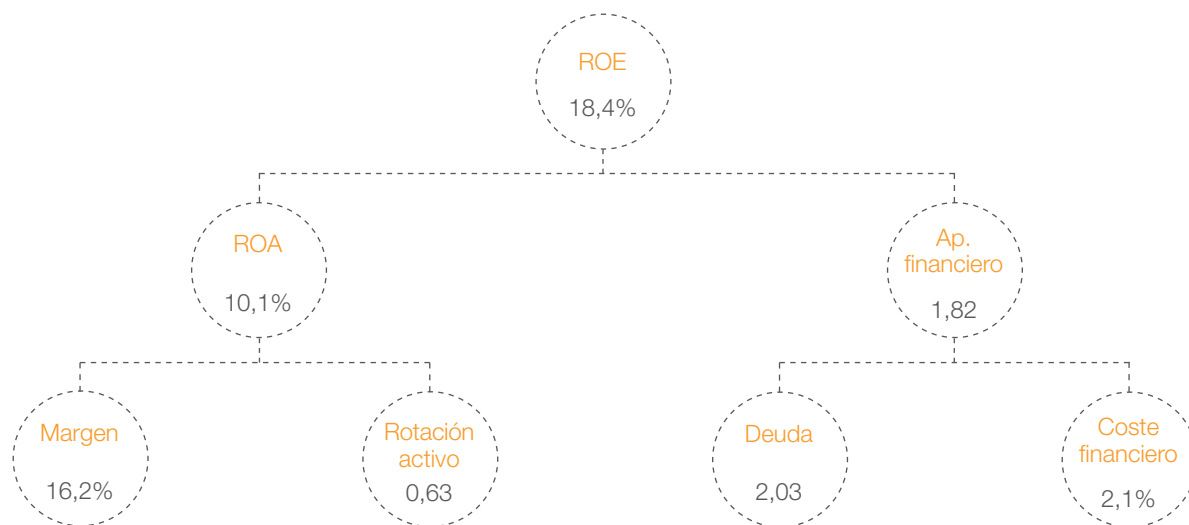 ROE
18,4%
ROA
10,1%
Ap.
financiero
1,82
Margen
16,2%
Rotación
activo
0,63
Deuda
2,03
Coste
financiero
2,1%